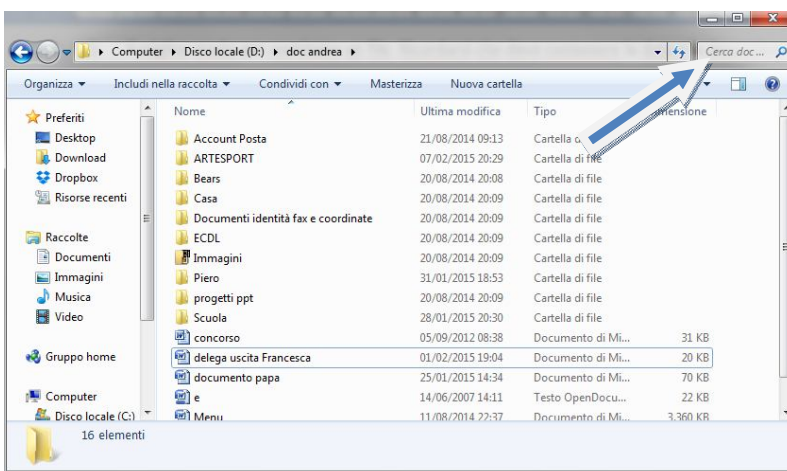 Computer ▸ Disco locale (D:) ▸ doc andrea ▸ Cerca doc ...
Organizza Includi nella raccolta Condividi con Masterizza Nuova cartella
Preferiti
Desktop
Download
Dropbox
Risorse recenti
Raccolte
Documenti
Immagini
Musica
Video
Gruppo home
Computer
Disco locale (C:)
Nome Ultima modifica Tipo
Account Posta 21/08/2014 09:13 Cartella
ARTESPORT 07/02/2015 20:29 Cartella di file
Bears 20/08/2014 20:08 Cartella di file
Casa 20/08/2014 20:09 Cartella di file
Documenti identità fax e coordinate 20/08/2014 20:09 Cartella di file
ECDL 20/08/2014 20:09 Cartella di file
Immagini 20/08/2014 20:09 Cartella di file
Piero 31/01/2015 18:53 Cartella di file
progetti ppt 20/08/2014 20:09 Cartella di file
Scuola 28/01/2015 20:30 Cartella di file
concorso 05/09/2012 08:38 Documento di Mi... 31 KB
delega uscita Francesca 01/02/2015 19:04 Documento di Mi... 20 KB
documento papa 25/01/2015 14:34 Documento di Mi... 70 KB
e 14/06/2007 14:11 Testo OpenDocu... 22 KB
Menu 11/08/2014 22:37 Documento di Mi... 3.360 KB
16 elementi